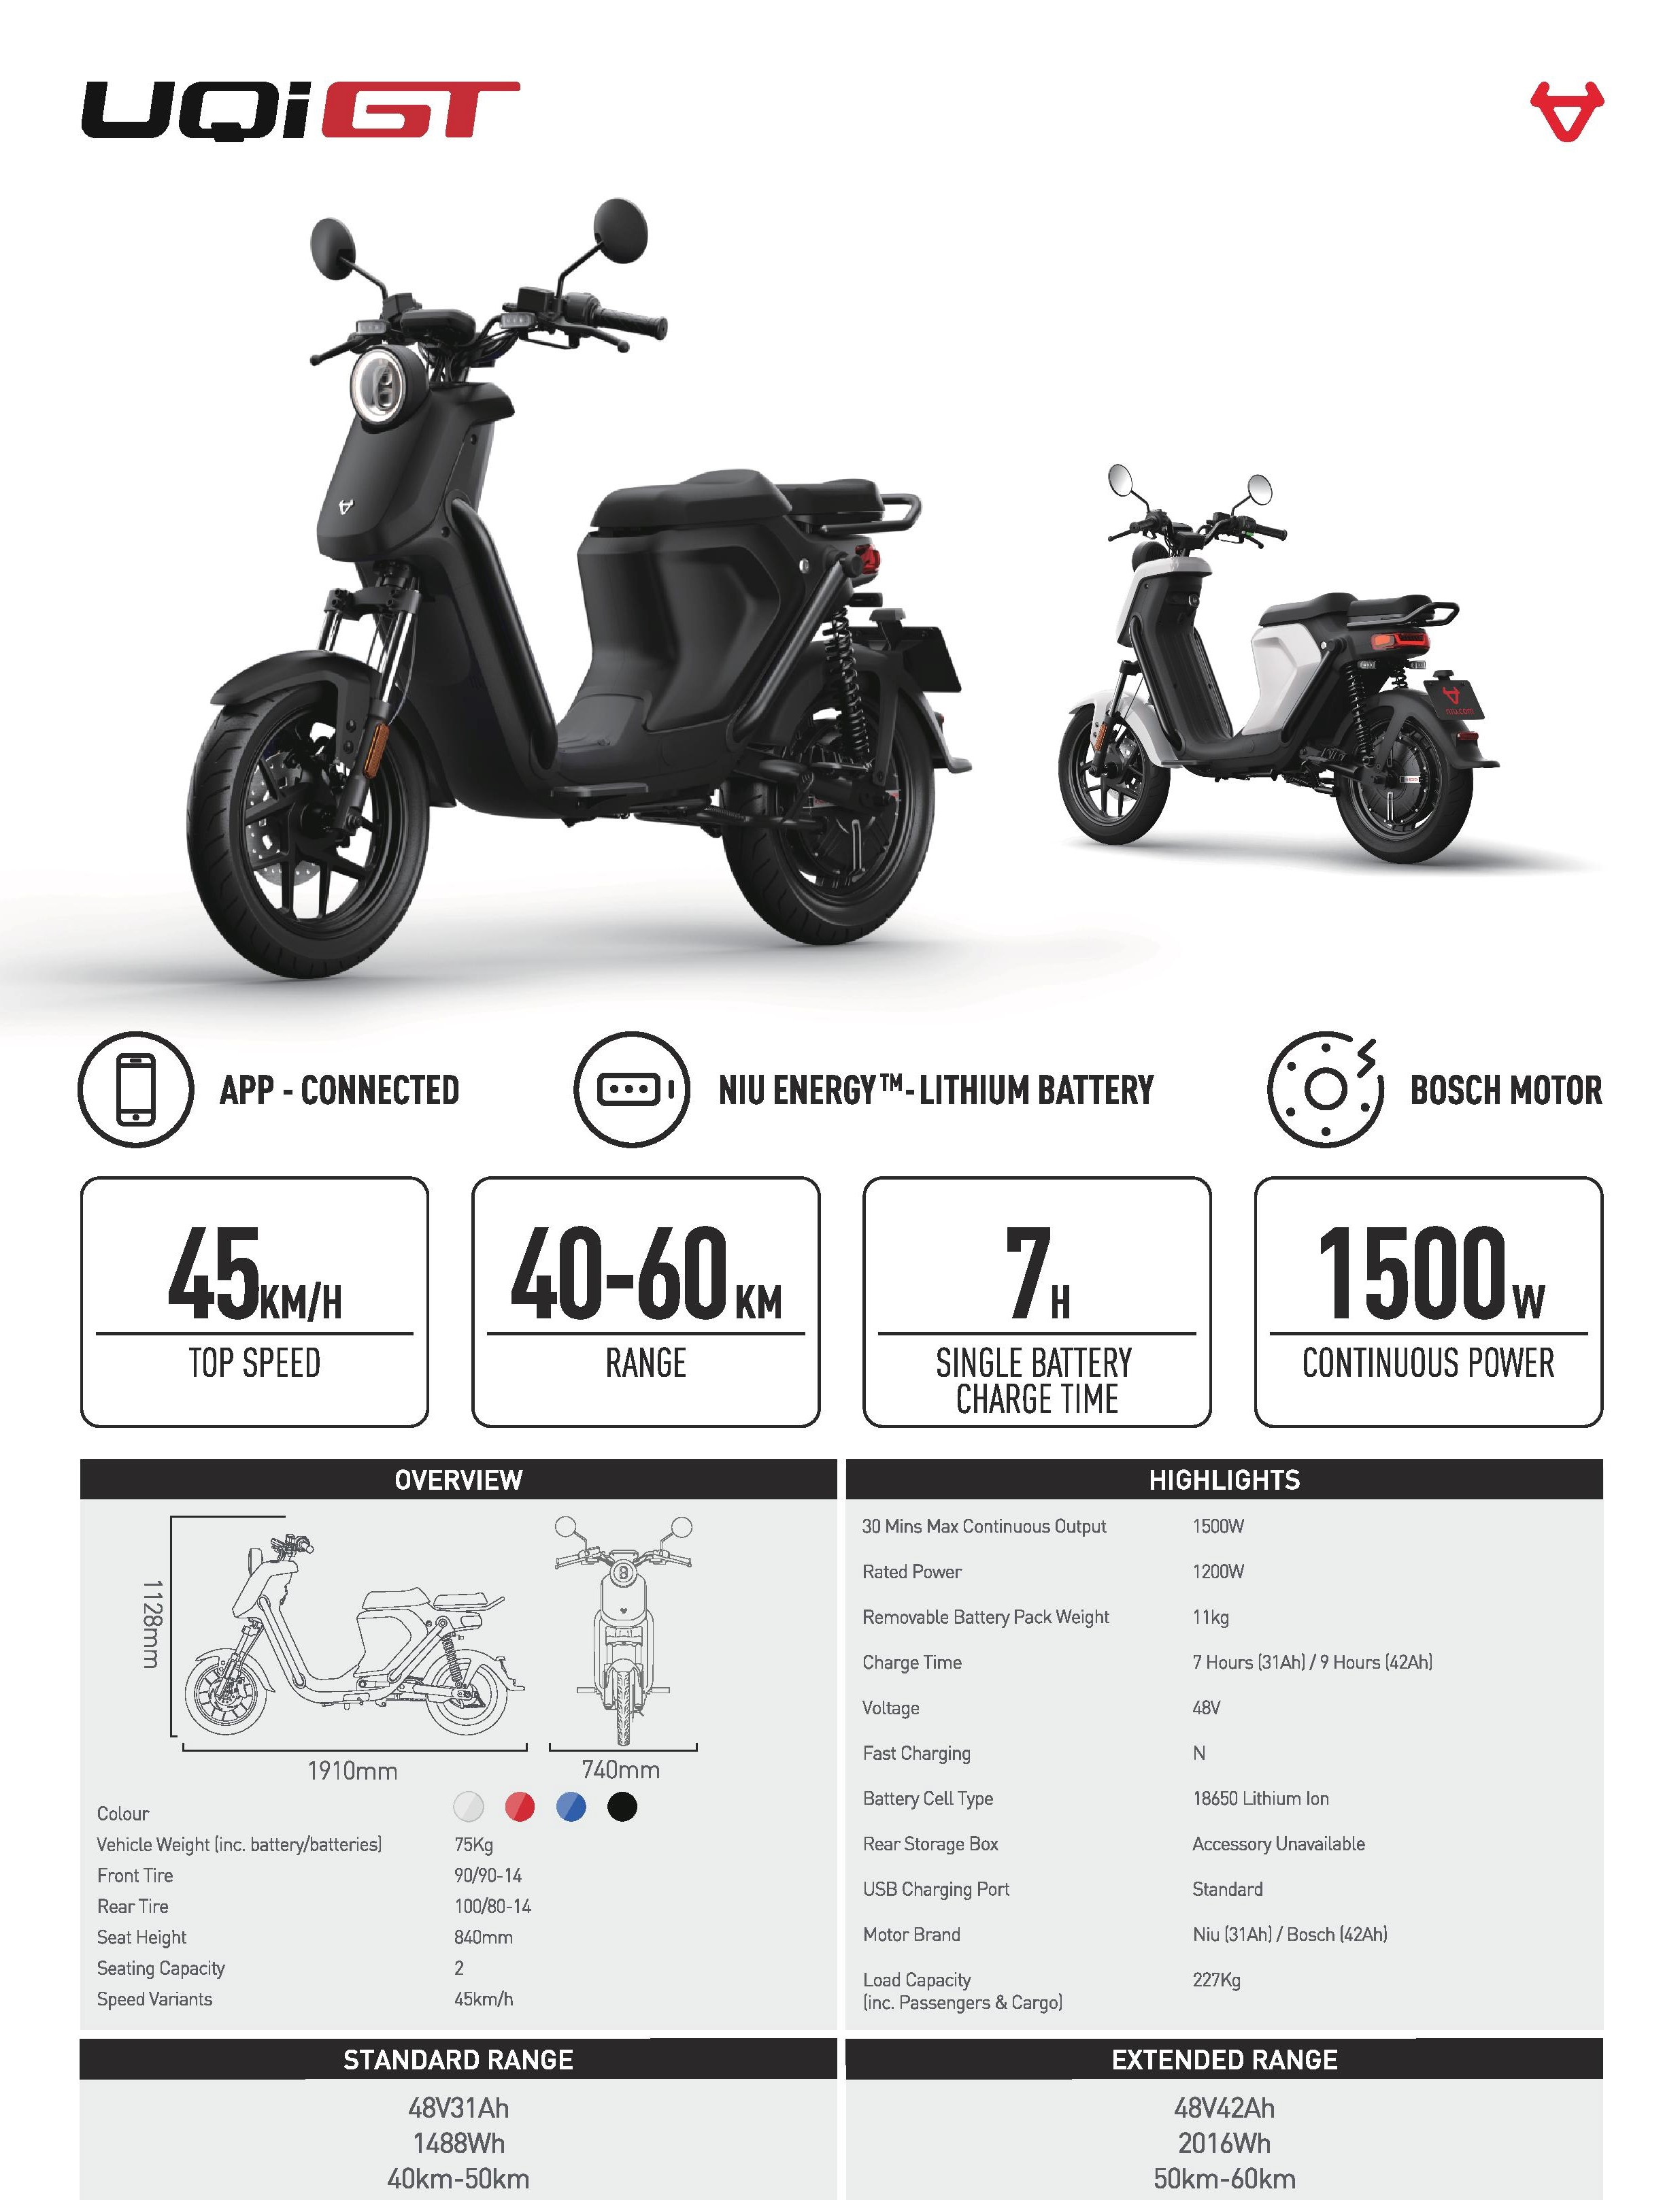 UQi GT
niu.com
APP - CONNECTED
NIU ENERGY™- LITHIUM BATTERY
BOSCH MOTOR
45KM/H
TOP SPEED
40-60 KM
RANGE
7 H
SINGLE BATTERY
CHARGE TIME
1500 W
CONTINUOUS POWER
OVERVIEW
1128mm
1910mm
740mm
Colour
Vehicle Weight (inc. battery/batteries) 75Kg
Front Tire 90/90-14
Rear Tire 100/80-14
Seat Height 840mm
Seating Capacity 2
Speed Variants 45km/h
HIGHLIGHTS
30 Mins Max Continuous Output 1500W
Rated Power 1200W
Removable Battery Pack Weight 11kg
Charge Time 7 Hours (31Ah) / 9 Hours (42Ah)
Voltage 48V
Fast Charging N
Battery Cell Type 18650 Lithium Ion
Rear Storage Box Accessory Unavailable
USB Charging Port Standard
Motor Brand Niu (31Ah) / Bosch (42Ah)
Load Capacity 227Kg
(inc. Passengers & Cargo)
STANDARD RANGE
48V31Ah
1488Wh
40km-50km
EXTENDED RANGE
48V42Ah
2016Wh
50km-60km